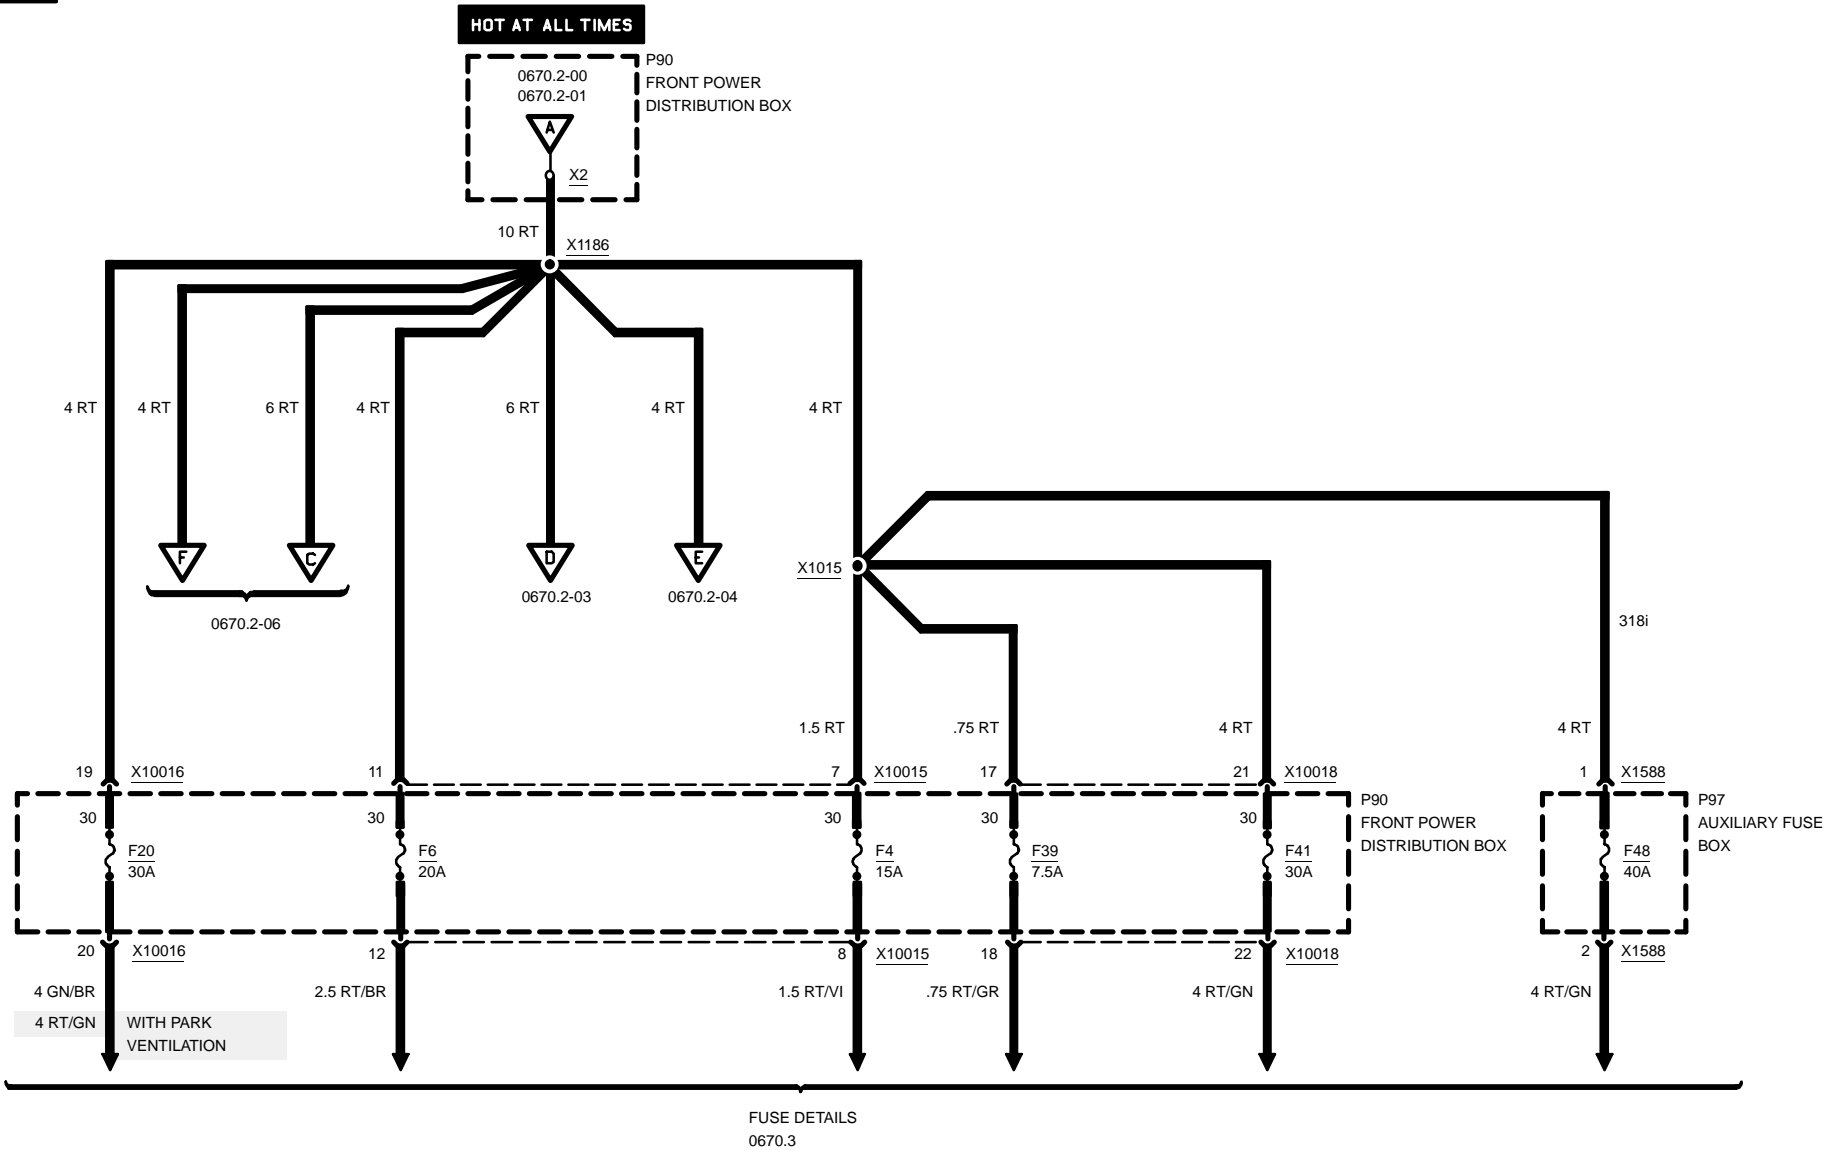 HOT AT ALL TIMES
P90
FRONT POWER
DISTRIBUTION BOX
0670.2-00
0670.2-01
A
X2
10 RT
X1186
4 RT
4 RT
6 RT
4 RT
6 RT
4 RT
4 RT
F
C
D
E
0670.2-06
0670.2-03
0670.2-04
X1015
318i
1.5 RT
.75 RT
4 RT
4 RT
19
X10016
11
7
X10015
17
21
X10018
1
X1588
30
30
30
30
30
P90
FRONT POWER
DISTRIBUTION BOX
P97
AUXILIARY FUSE
BOX
F20
30A
F6
20A
F4
15A
F39
7.5A
F41
30A
F48
40A
20
X10016
12
8
X10015
18
22
X10018
2
X1588
4 GN/BR
2.5 RT/BR
1.5 RT/VI
.75 RT/GR
4 RT/GN
4 RT/GN
4 RT/GN
WITH PARK
VENTILATION
FUSE DETAILS
0670.3